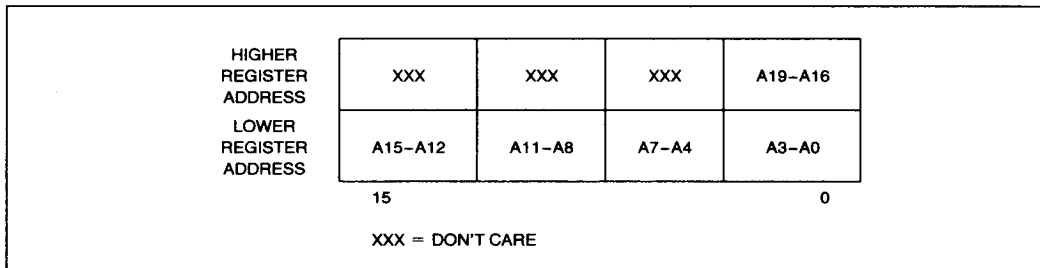 HIGHER
REGISTER
ADDRESS
XXX XXX XXX A19–A16
LOWER
REGISTER
ADDRESS
A15–A12 A11–A8 A7–A4 A3–A0
15 0
XXX = DON'T CARE